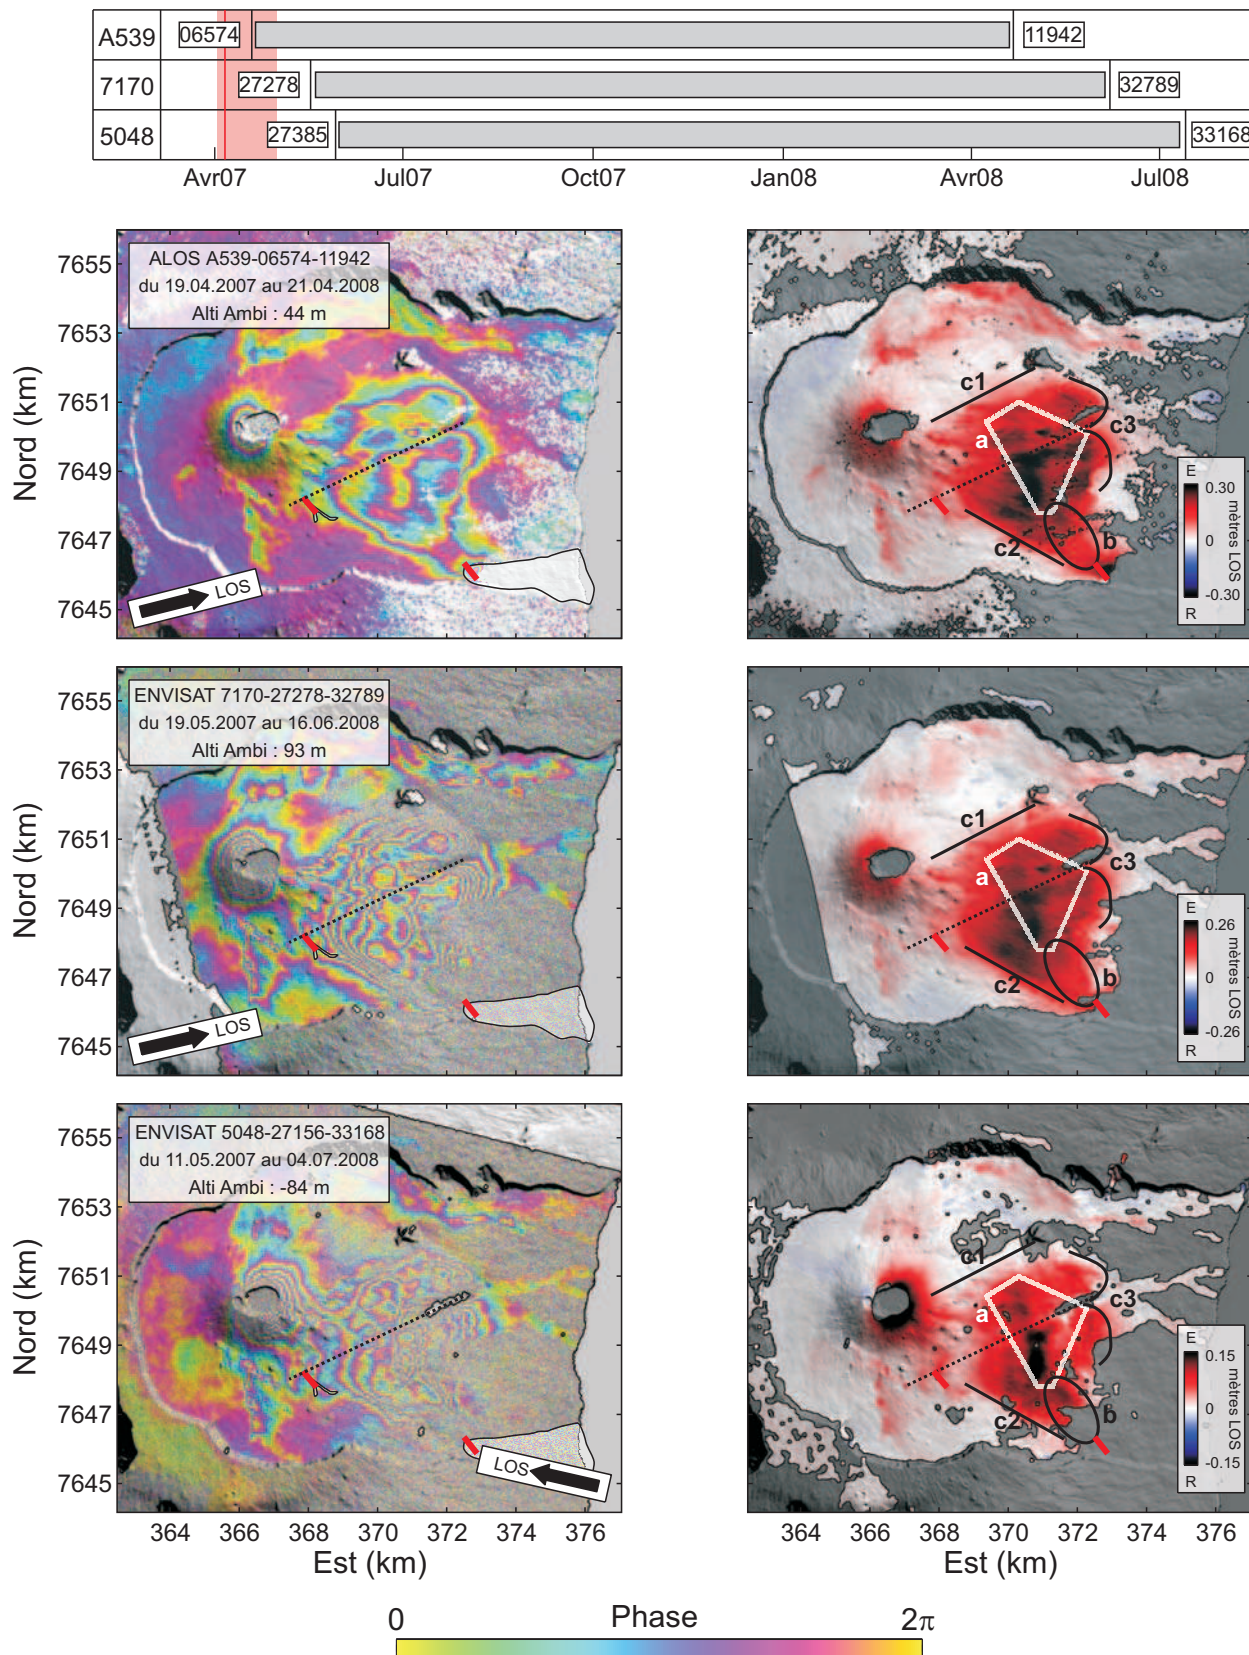 A539 06574 11942
7170 27278 32789
5048 27385 33168
Avr07 Jul07 Oct07 Jan08 Avr08 Jul08
ALOS A539-06574-11942
du 19.04.2007 au 21.04.2008
Alti Ambi : 44 m
7655
7653
7651
7649
7647
7645
Nord (km)
LOS
c1
c3
a
c2
b
E
0.30
0
-0.30
R
mètres LOS
ENVISAT 7170-27278-32789
du 19.05.2007 au 16.06.2008
Alti Ambi : 93 m
7655
7653
7651
7649
7647
7645
Nord (km)
LOS
c1
c3
a
c2
b
E
0.26
0
-0.26
R
mètres LOS
ENVISAT 5048-27156-33168
du 11.05.2007 au 04.07.2008
Alti Ambi : -84 m
7655
7653
7651
7649
7647
7645
Nord (km)
LOS
c1
c3
a
c2
b
E
0.15
0
-0.15
R
mètres LOS
364 366 368 370 372 374 376
Est (km)
364 366 368 370 372 374 376
Est (km)
0 Phase 2π